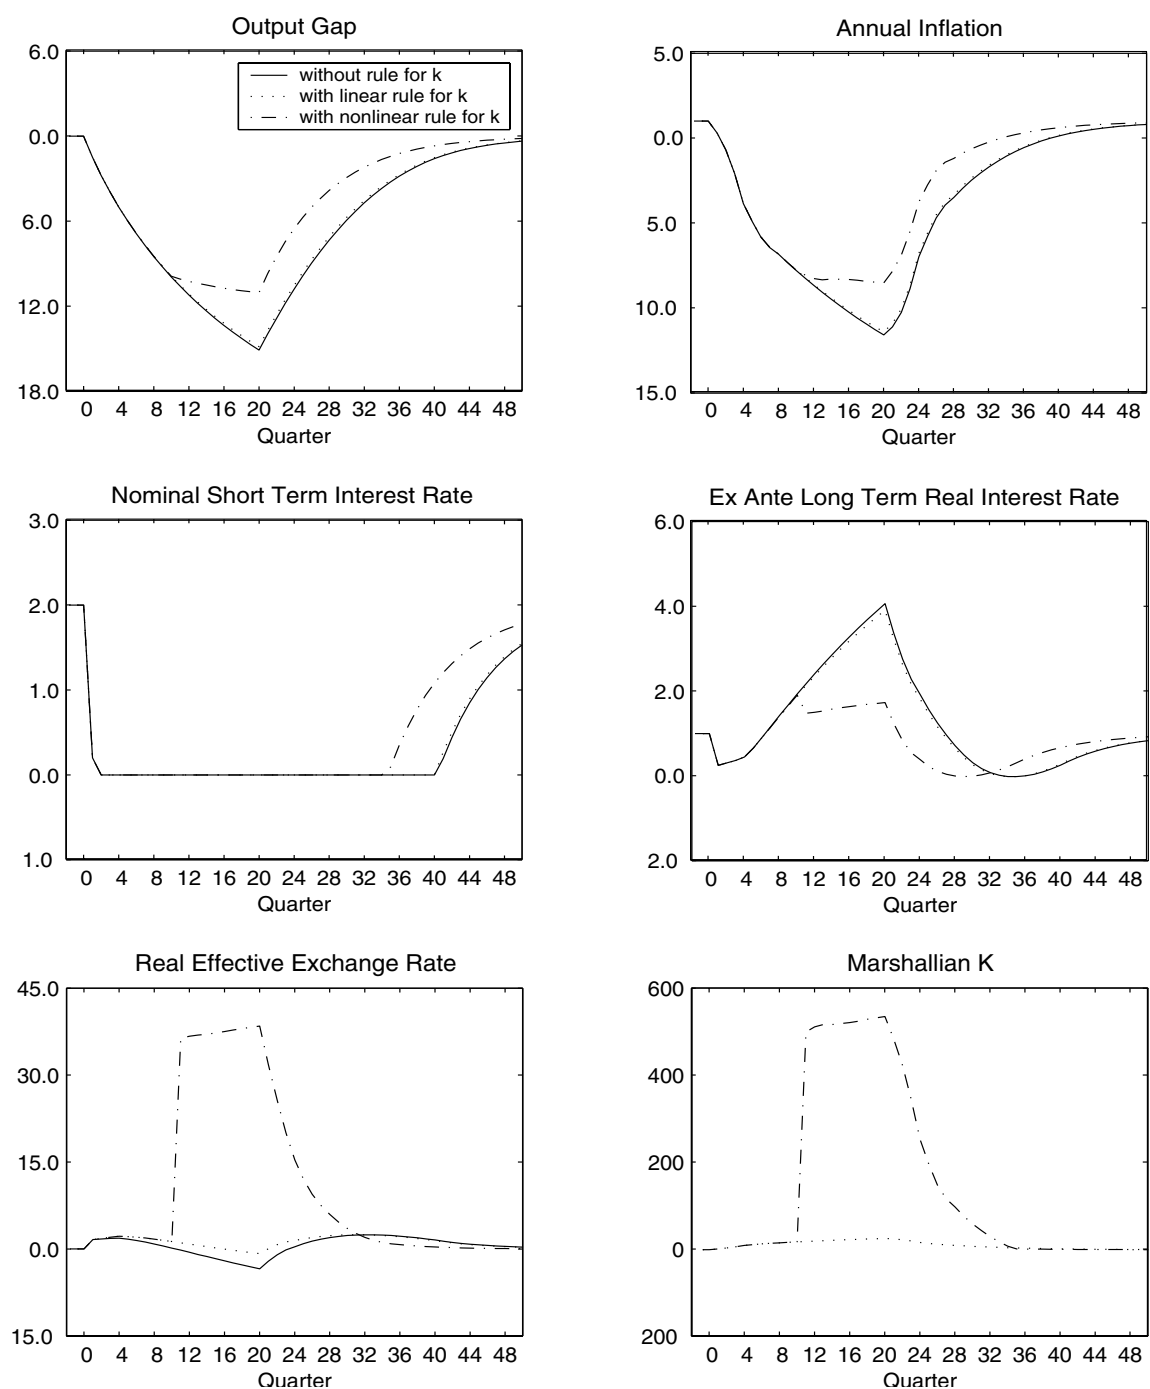 Output Gap
6.0
0.0
6.0
12.0
18.0
without rule for k
with linear rule for k
with nonlinear rule for k
0 4 8 12 16 20 24 28 32 36 40 44 48
Quarter
Annual Inflation
5.0
0.0
5.0
10.0
15.0
0 4 8 12 16 20 24 28 32 36 40 44 48
Quarter
Nominal Short Term Interest Rate
3.0
2.0
1.0
0.0
1.0
0 4 8 12 16 20 24 28 32 36 40 44 48
Quarter
Ex Ante Long Term Real Interest Rate
6.0
4.0
2.0
0.0
2.0
0 4 8 12 16 20 24 28 32 36 40 44 48
Quarter
Real Effective Exchange Rate
45.0
30.0
15.0
0.0
15.0
0 4 8 12 16 20 24 28 32 36 40 44 48
Quarter
Marshallian K
600
400
200
0
200
0 4 8 12 16 20 24 28 32 36 40 44 48
Quarter